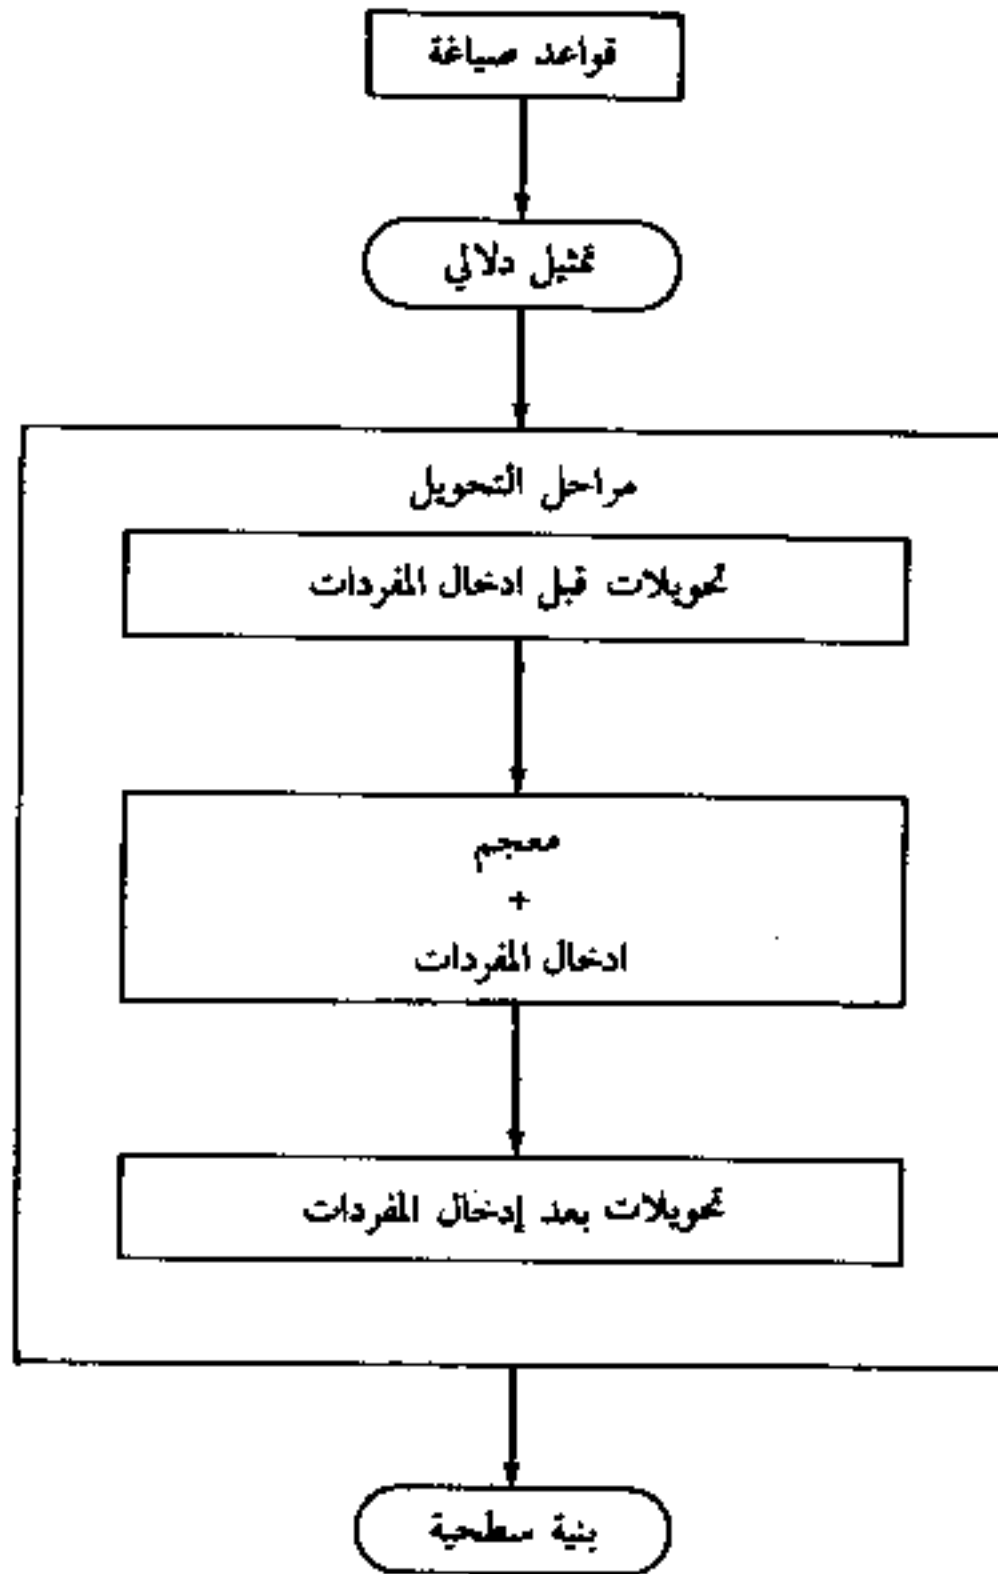 قواعد صياغة
تمثيل دلالي
مراحل التحويل
تحويلات قبل ادخال المفردات
معجم
+
ادخال المفردات
تحويلات بعد إدخال المفردات
بنية سطحية